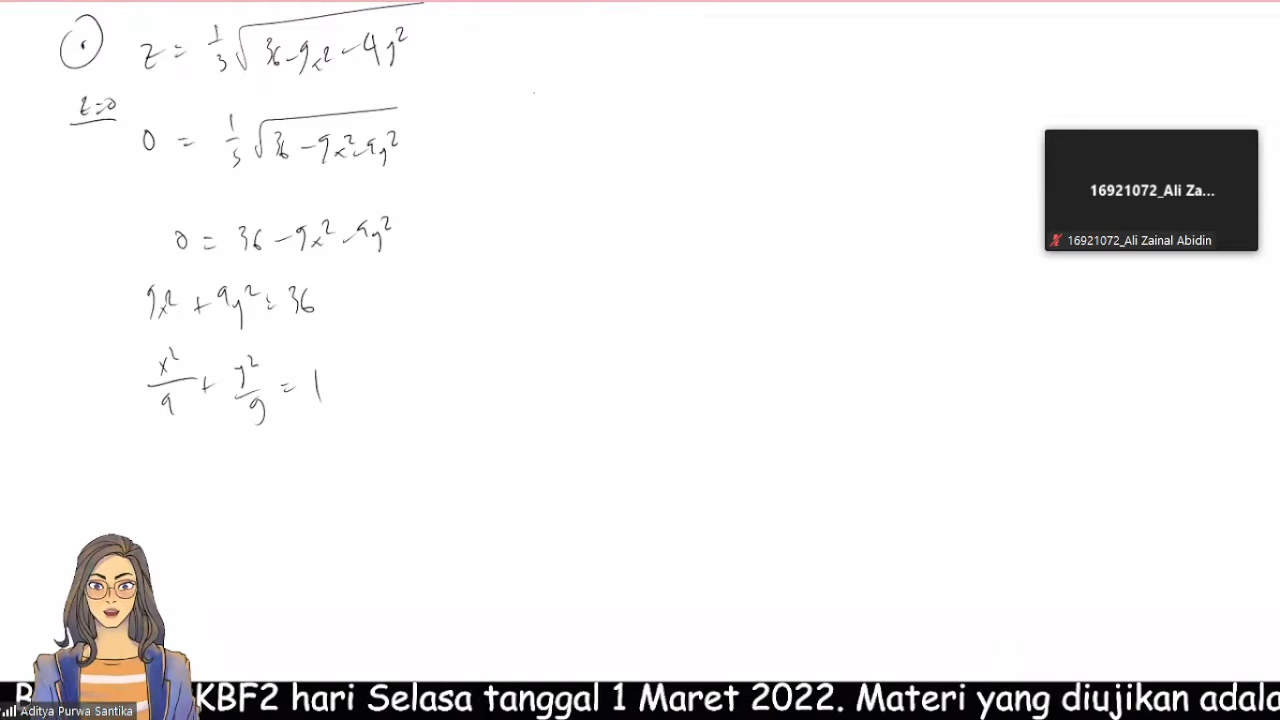 z = 1/3 √(36 - 9x² - 4y²)
z=0
0 = 1/3 √(36 - 9x² - 9y²)
0 = 36 - 9x² - 9y²
9x² + 9y² = 36
x²/9 + y²/9 = 1
16921072_Ali Za...
16921072_Ali Zainal Abidin
KBF2 hari Selasa tanggal 1 Maret 2022. Materi yang diujikan adala
Aditya Purwa Santika